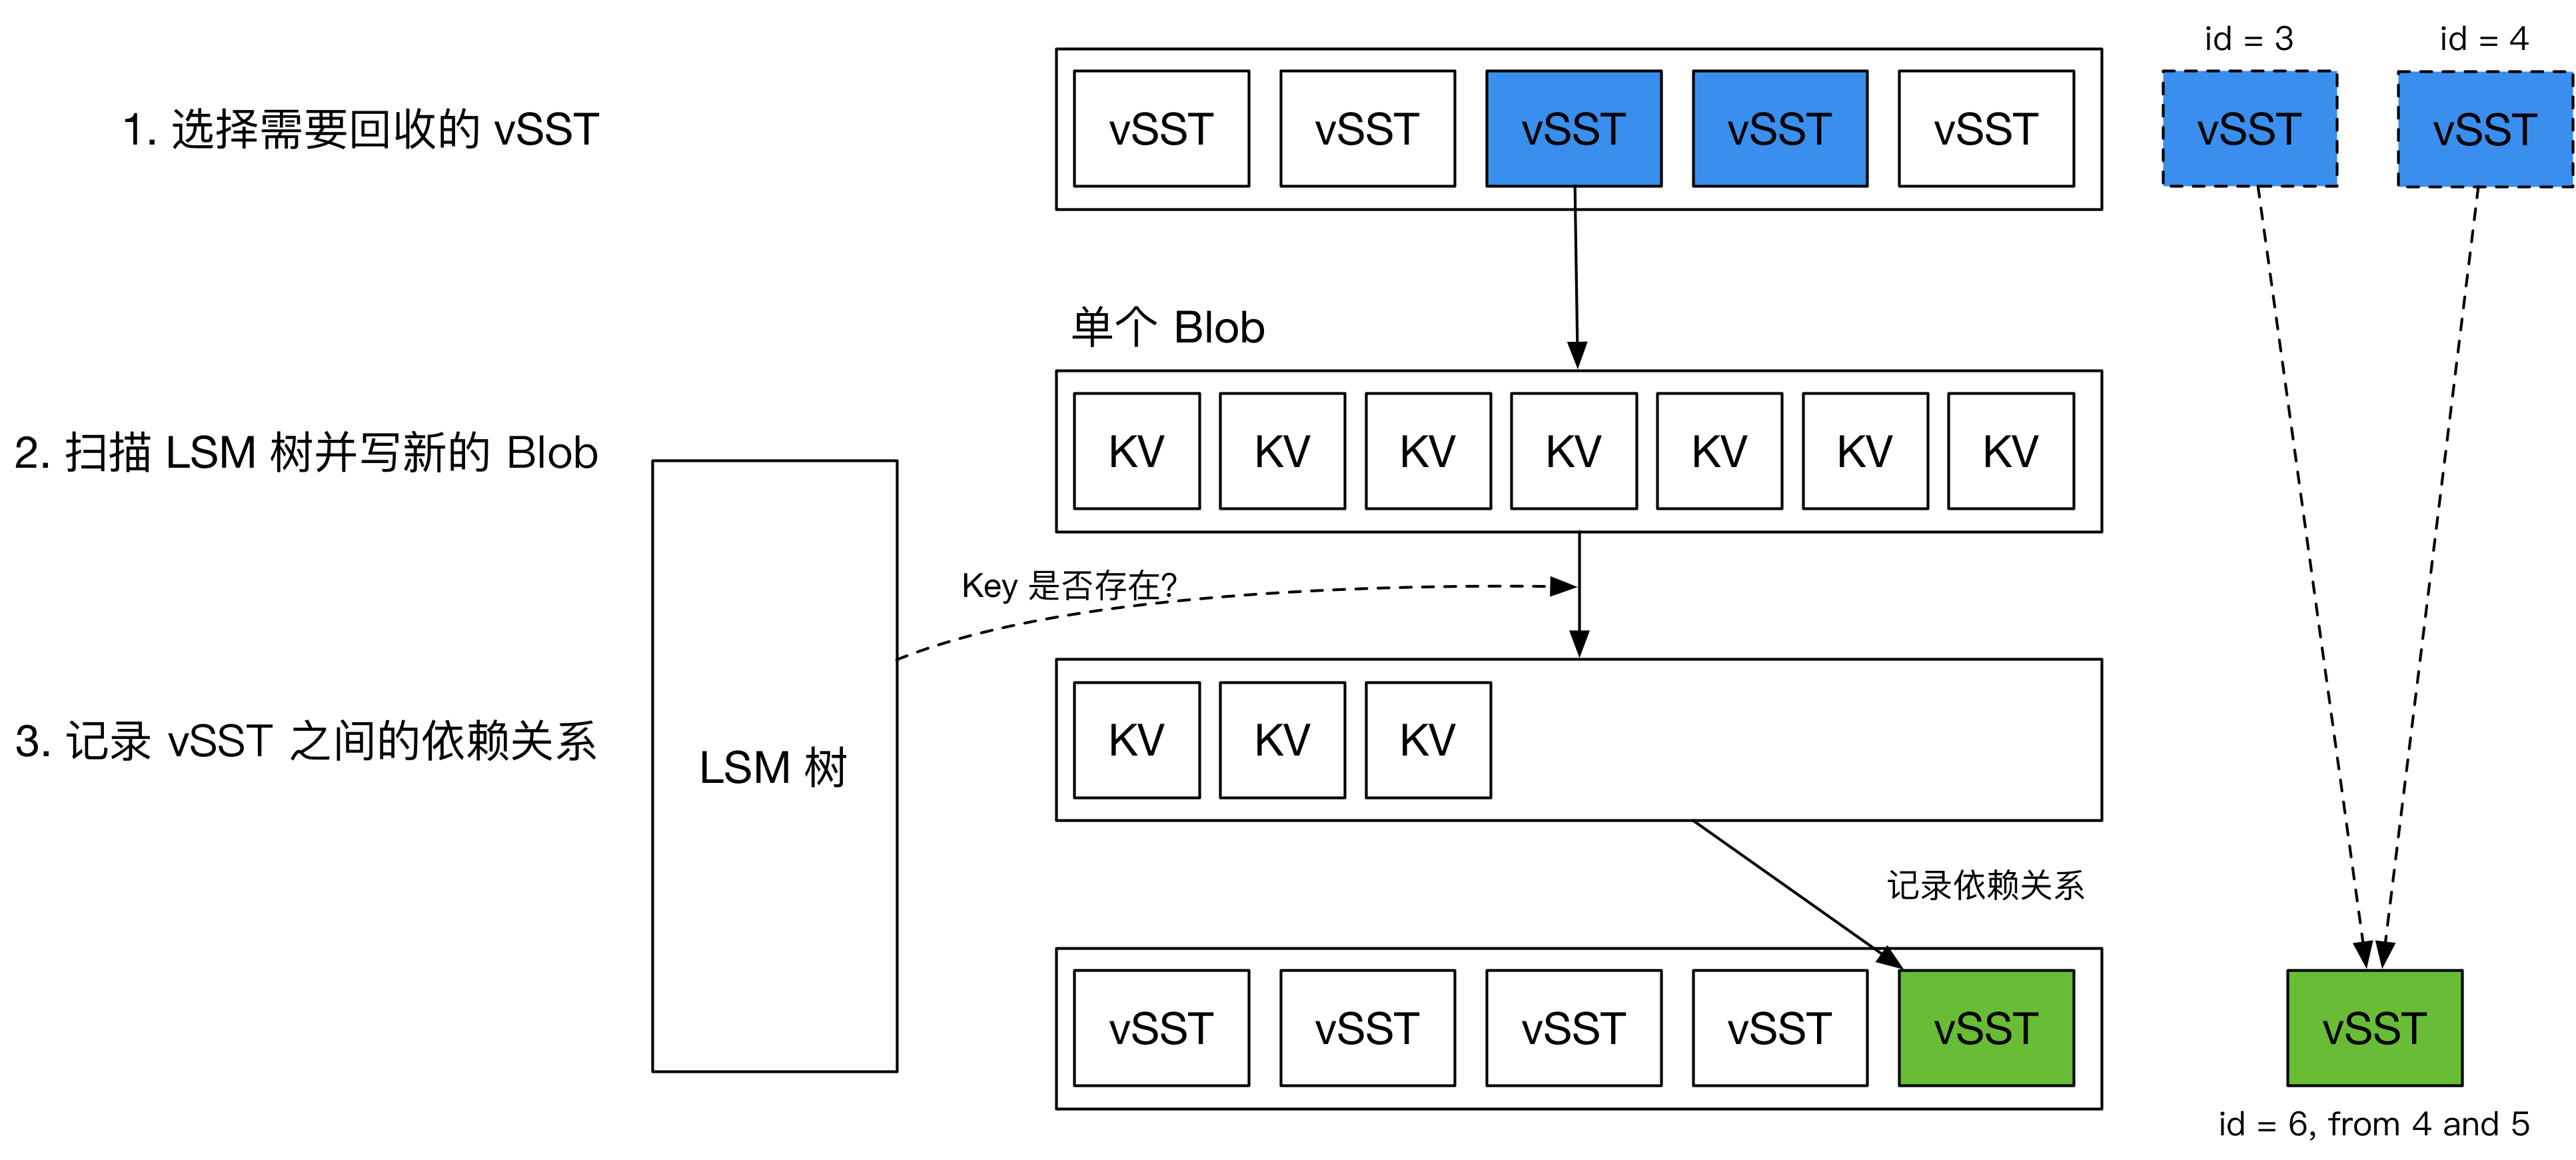 id = 3
id = 4
1. 选择需要回收的 vSST
vSST
vSST
vSST
vSST
vSST
vSST
vSST
单个 Blob
2. 扫描 LSM 树并写新的 Blob
KV
KV
KV
KV
KV
KV
KV
Key 是否存在?
3. 记录 vSST 之间的依赖关系
LSM 树
KV
KV
KV
记录依赖关系
vSST
vSST
vSST
vSST
vSST
vSST
id = 6, from 4 and 5